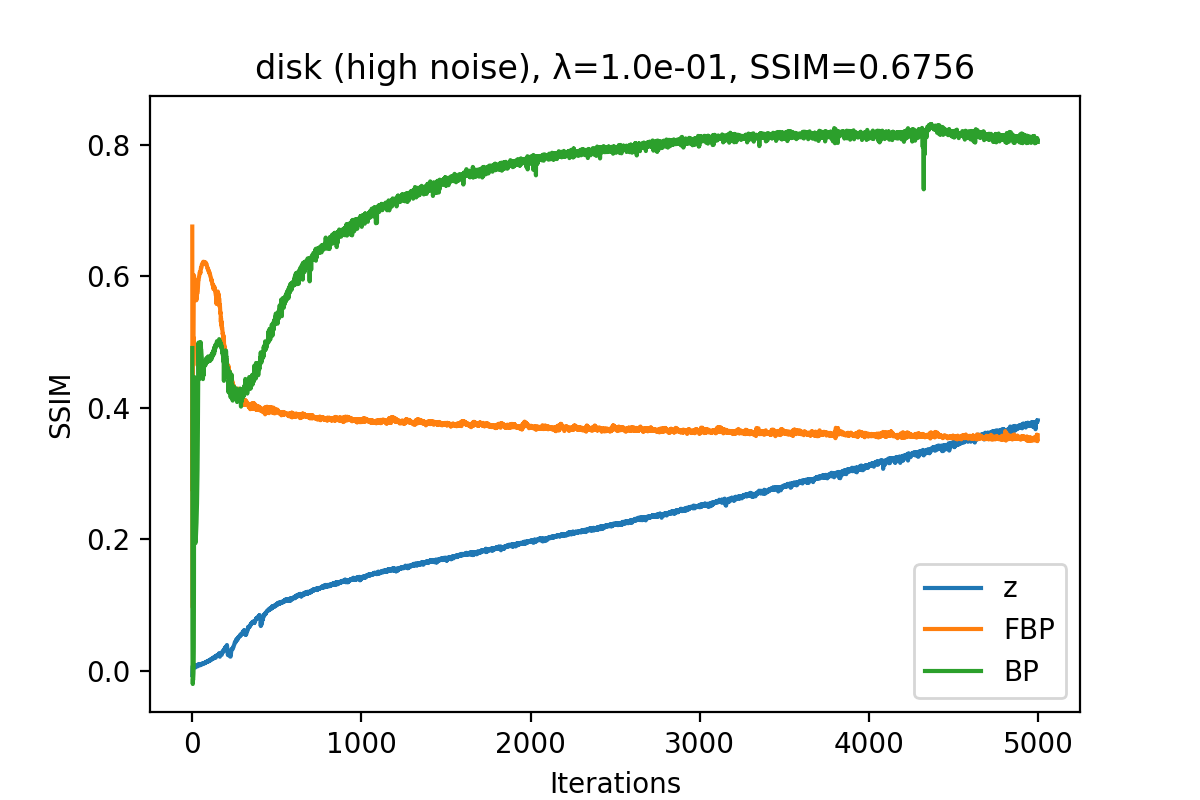 disk (high noise), λ=1.0e-01, SSIM=0.6756
SSIM
0.8
0.6
0.4
0.2
0.0
z
FBP
BP
0 1000 2000 3000 4000 5000
Iterations